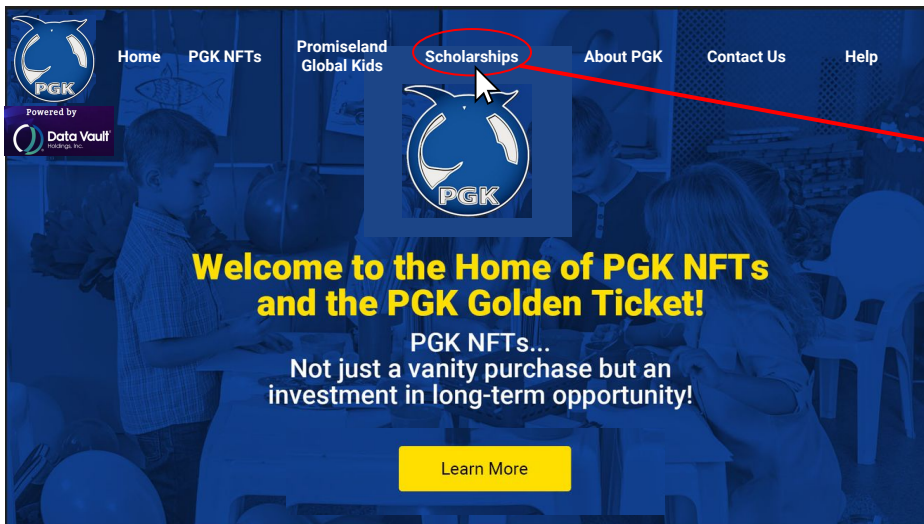 PGK
Powered by
Data Vault
Holdings, Inc.
Home
PGK NFTs
Promiseland
Global Kids
Scholarships
About PGK
Contact Us
Help
PGK
Welcome to the Home of PGK NFTs
and the PGK Golden Ticket!
PGK NFTs...
Not just a vanity purchase but an
investment in long-term opportunity!
Learn More